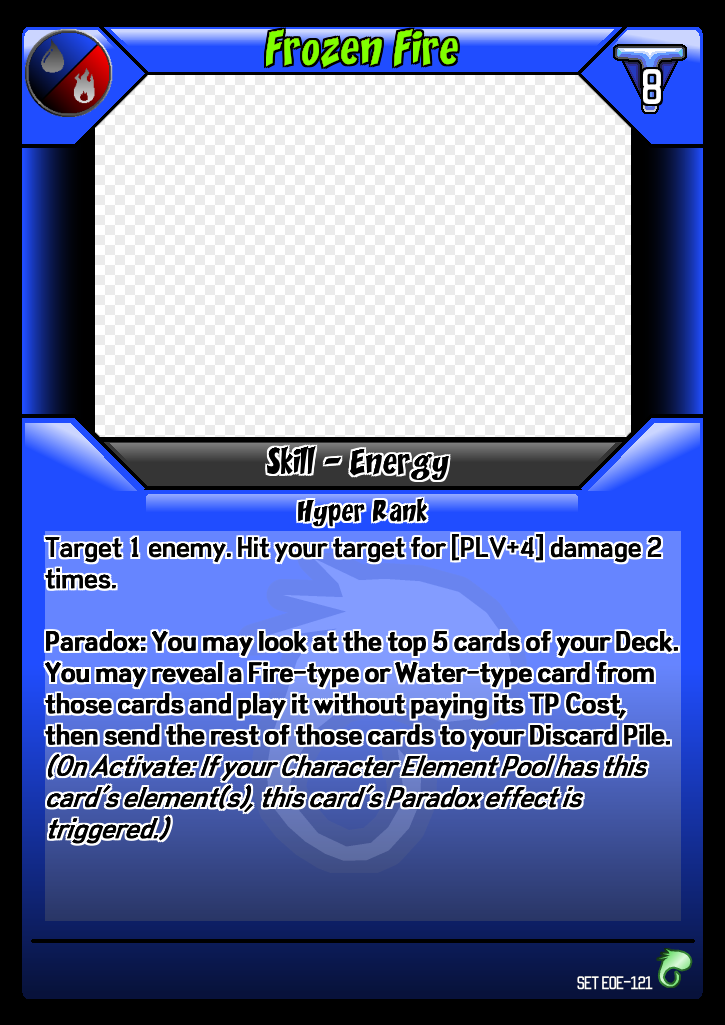 Frozen Fire
8
Skill - Energy
Hyper Rank
Target 1 enemy. Hit your target for [PLV+4] damage 2
times.
Paradox: You may look at the top 5 cards of your Deck.
You may reveal a Fire-type or Water-type card from
those cards and play it without paying its TP Cost,
then send the rest of those cards to your Discard Pile.
(On Activate: If your Character Element Pool has this
card's element(s), this card's Paradox effect is
triggered.)
SET EOE-121